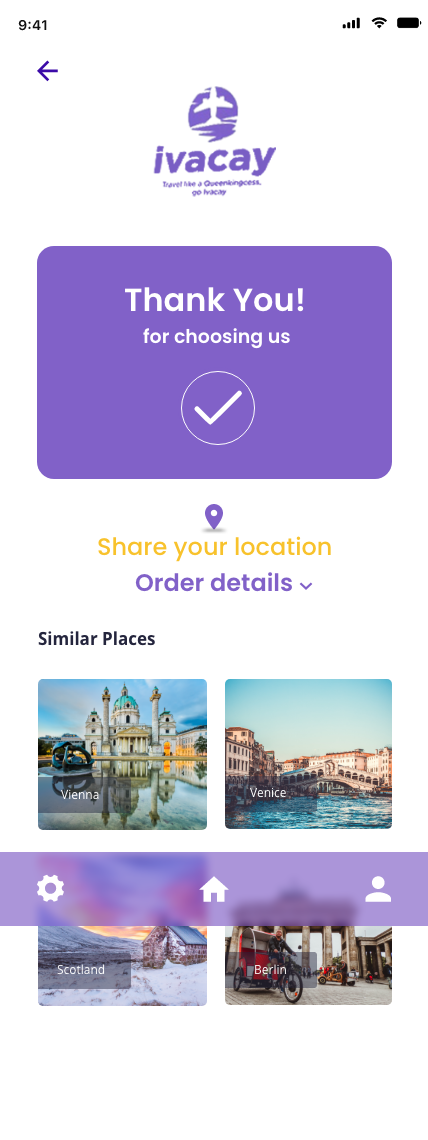 9:41
ivacay
Travel like a Queenkingcess,
go ivacay
Thank You!
for choosing us
Share your location
Order details
Similar Places
Vienna
Venice
Scotland
Berlin